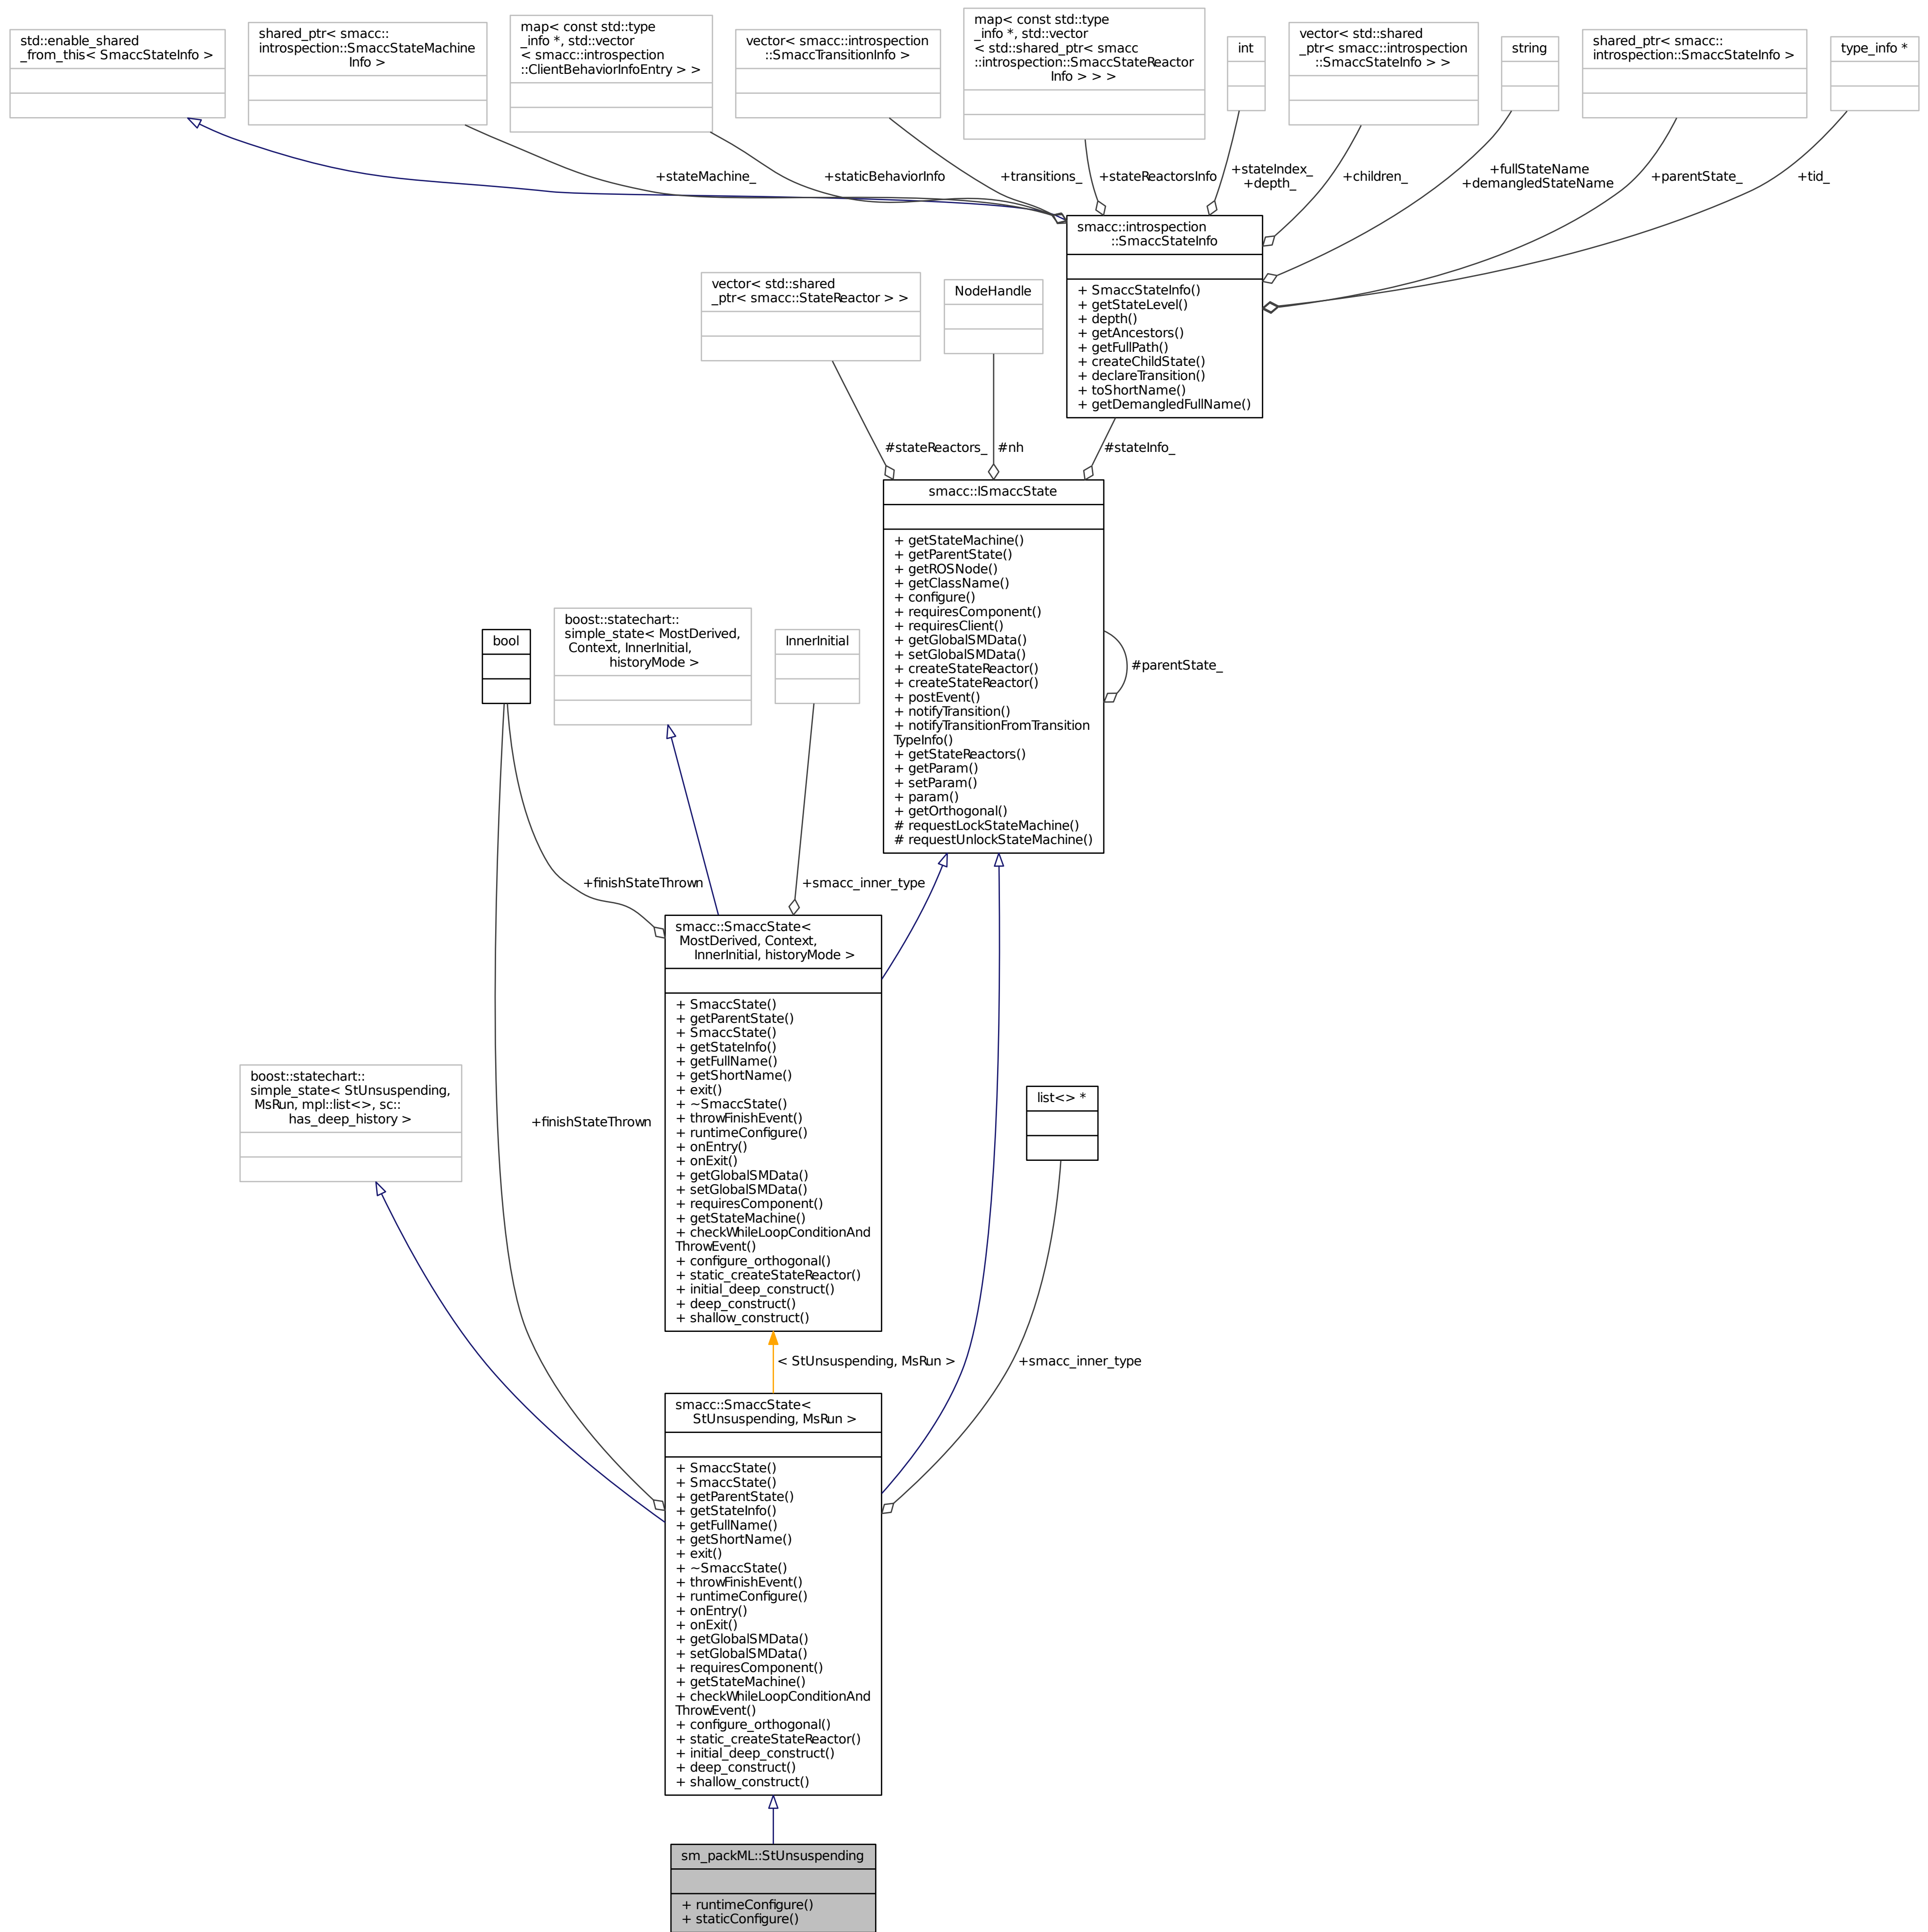 std::enable_shared
_from_this< SmaccStateInfo >
shared_ptr< smacc::
introspection::SmaccStateMachine
Info >
map< const std::type
_info *, std::vector
< smacc::introspection
::ClientBehaviorInfoEntry > >
vector< smacc::introspection
::SmaccTransitionInfo >
map< const std::type
_info *, std::vector
< std::shared_ptr< smacc
::introspection::SmaccStateReactor
Info > > >
int
vector< std::shared
_ptr< smacc::introspection
::SmaccStateInfo > >
string
shared_ptr< smacc::
introspection::SmaccStateInfo >
type_info *
+stateMachine_
+staticBehaviorInfo
+transitions_
+stateReactorsInfo
+stateIndex_
+depth_
+children_
+fullStateName
+demangledStateName
+parentState_
+tid_
smacc::introspection
::SmaccStateInfo
+ SmaccStateInfo()
+ getStateLevel()
+ depth()
+ getAncestors()
+ getFullPath()
+ createChildState()
+ declareTransition()
+ toShortName()
+ getDemangledFullName()
vector< std::shared
_ptr< smacc::StateReactor > >
NodeHandle
#stateReactors_
#nh
#stateInfo_
smacc::ISmaccState
+ getStateMachine()
+ getParentState()
+ getROSNode()
+ getClassName()
+ configure()
+ requiresComponent()
+ requiresClient()
+ getGlobalSMData()
+ setGlobalSMData()
+ createStateReactor()
+ createStateReactor()
+ postEvent()
+ notifyTransition()
+ notifyTransitionFromTransition
TypeInfo()
+ getStateReactors()
+ getParam()
+ setParam()
+ param()
+ getOrthogonal()
# requestLockStateMachine()
# requestUnlockStateMachine()
#parentState_
bool
boost::statechart::
simple_state< MostDerived,
Context, InnerInitial,
historyMode >
InnerInitial
+finishStateThrown
+smacc_inner_type
smacc::SmaccState<
MostDerived, Context,
InnerInitial, historyMode >
+ SmaccState()
+ getParentState()
+ SmaccState()
+ getStateInfo()
+ getFullName()
+ getShortName()
+ exit()
+ ~SmaccState()
+ throwFinishEvent()
+ runtimeConfigure()
+ onEntry()
+ onExit()
+ getGlobalSMData()
+ setGlobalSMData()
+ requiresComponent()
+ getStateMachine()
+ checkWhileLoopConditionAnd
ThrowEvent()
+ configure_orthogonal()
+ static_createStateReactor()
+ initial_deep_construct()
+ deep_construct()
+ shallow_construct()
boost::statechart::
simple_state< StUnsuspending,
MsRun, mpl::list<>, sc::
has_deep_history >
+finishStateThrown
list<> *
< StUnsuspending, MsRun >
+smacc_inner_type
smacc::SmaccState<
StUnsuspending, MsRun >
+ SmaccState()
+ SmaccState()
+ getParentState()
+ getStateInfo()
+ getFullName()
+ getShortName()
+ exit()
+ ~SmaccState()
+ throwFinishEvent()
+ runtimeConfigure()
+ onEntry()
+ onExit()
+ getGlobalSMData()
+ setGlobalSMData()
+ requiresComponent()
+ getStateMachine()
+ checkWhileLoopConditionAnd
ThrowEvent()
+ configure_orthogonal()
+ static_createStateReactor()
+ initial_deep_construct()
+ deep_construct()
+ shallow_construct()
sm_packML::StUnsuspending
+ runtimeConfigure()
+ staticConfigure()